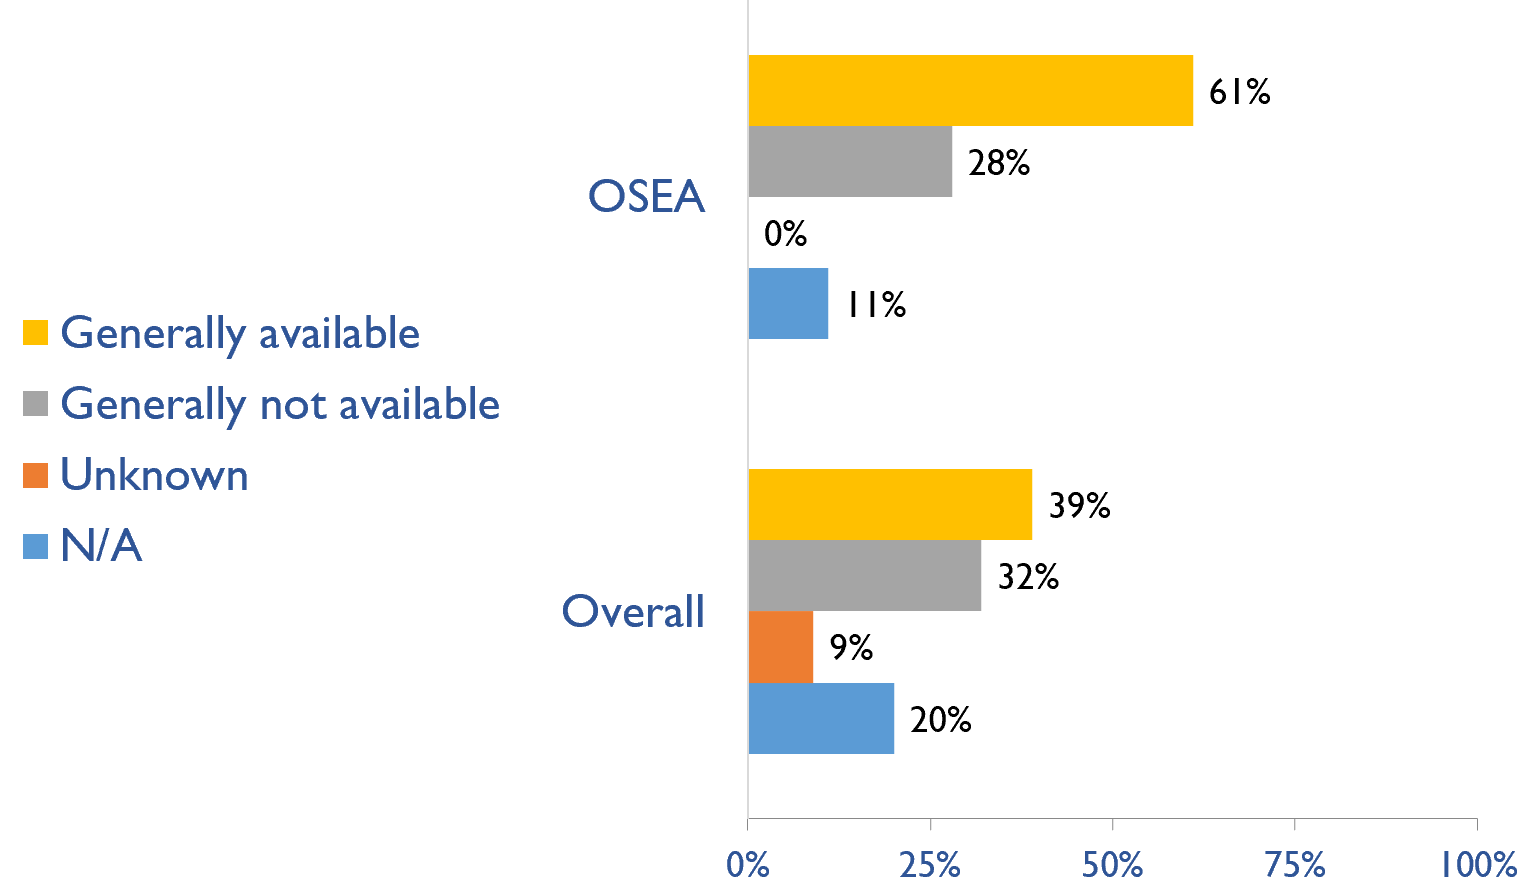 61%
28%
OSEA
0%
11%
Generally available
Generally not available
Unknown
N/A
39%
32%
Overall
9%
20%
0% 25% 50% 75% 100%